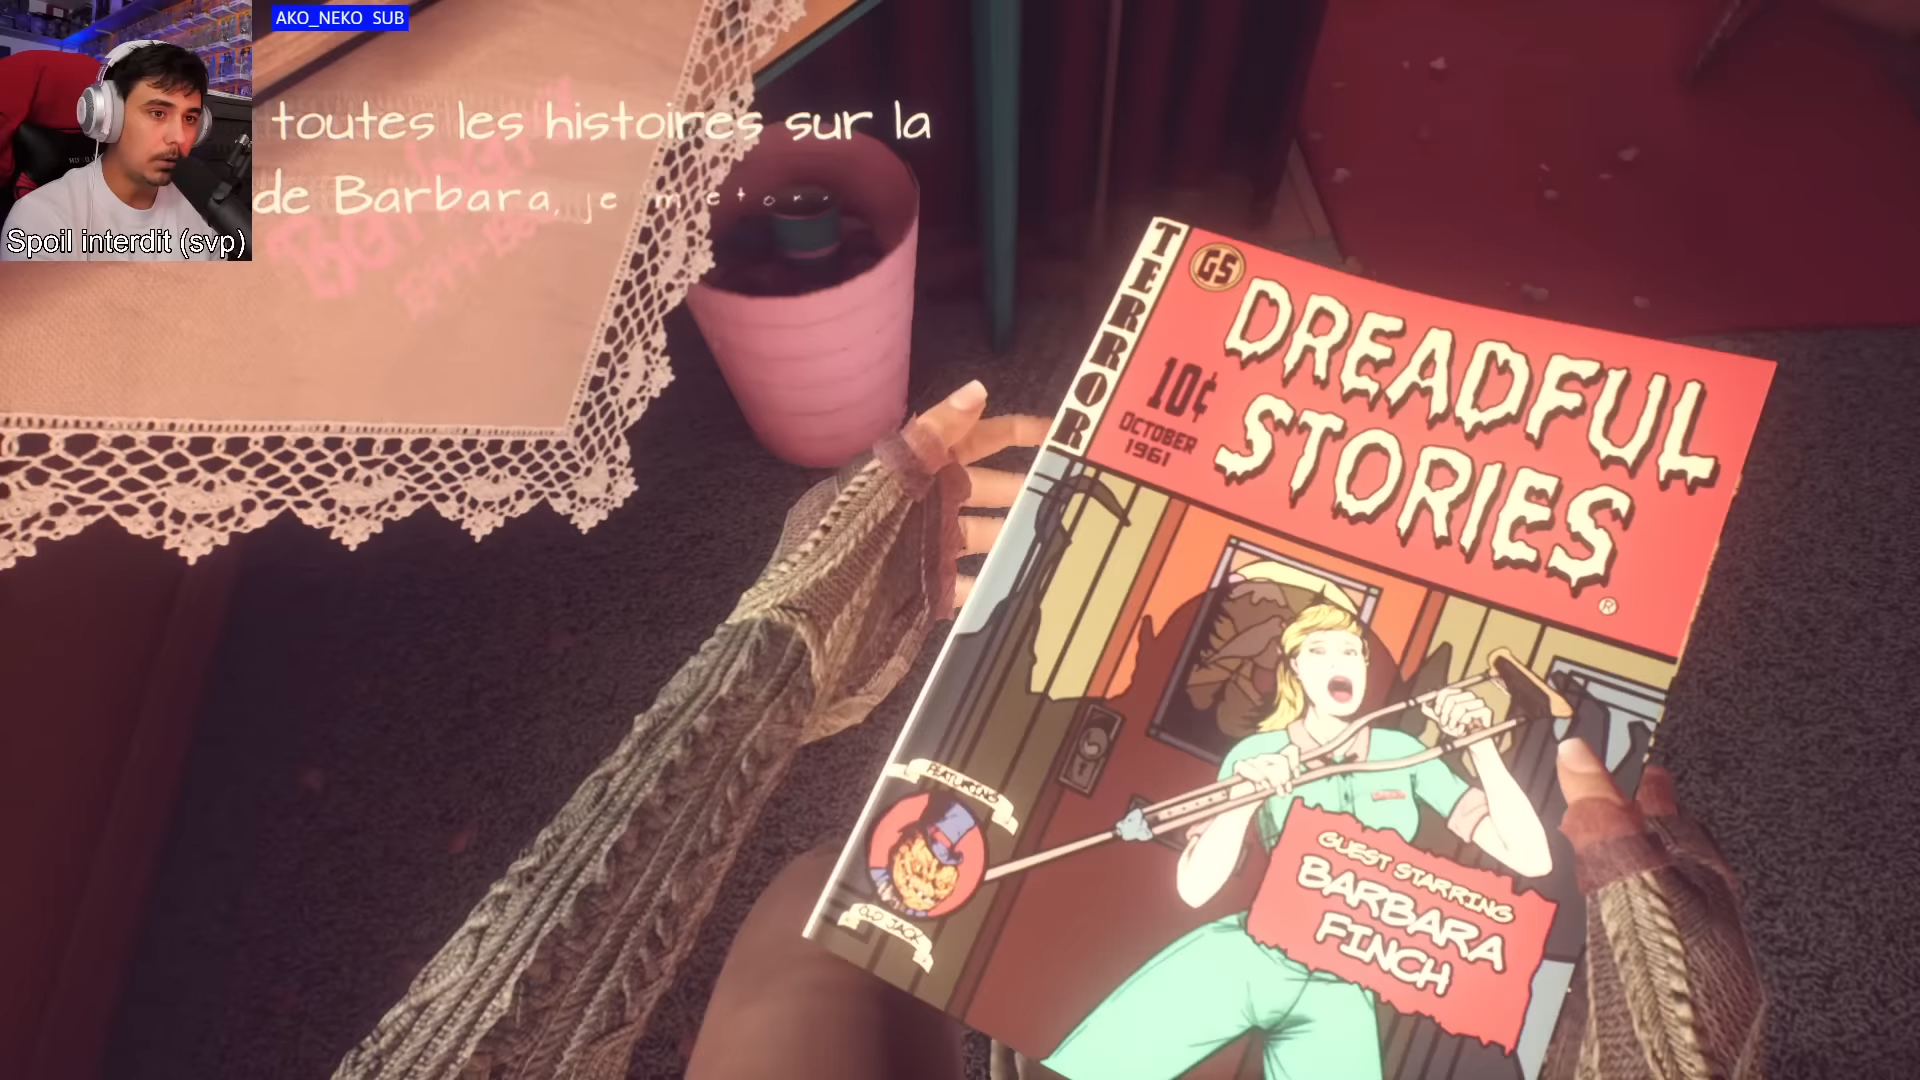 AKO_NEKO SUB
toutes les histoires sur la
de Barbara, je m
Spoil interdit (svp)
TERROR
GS
DREADFUL
STORIES
®
10¢
OCTOBER
1961
FEATURING
OLD JACK
GUEST STARRING
BARBARA
FINCH